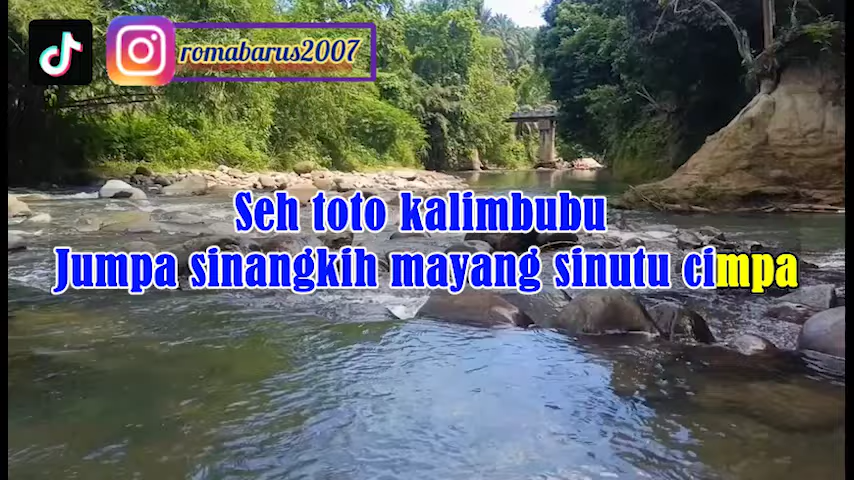 romabarus2007
Seh toto kalimbubu
Jumpa sinangkih mayang sinutu cimpa